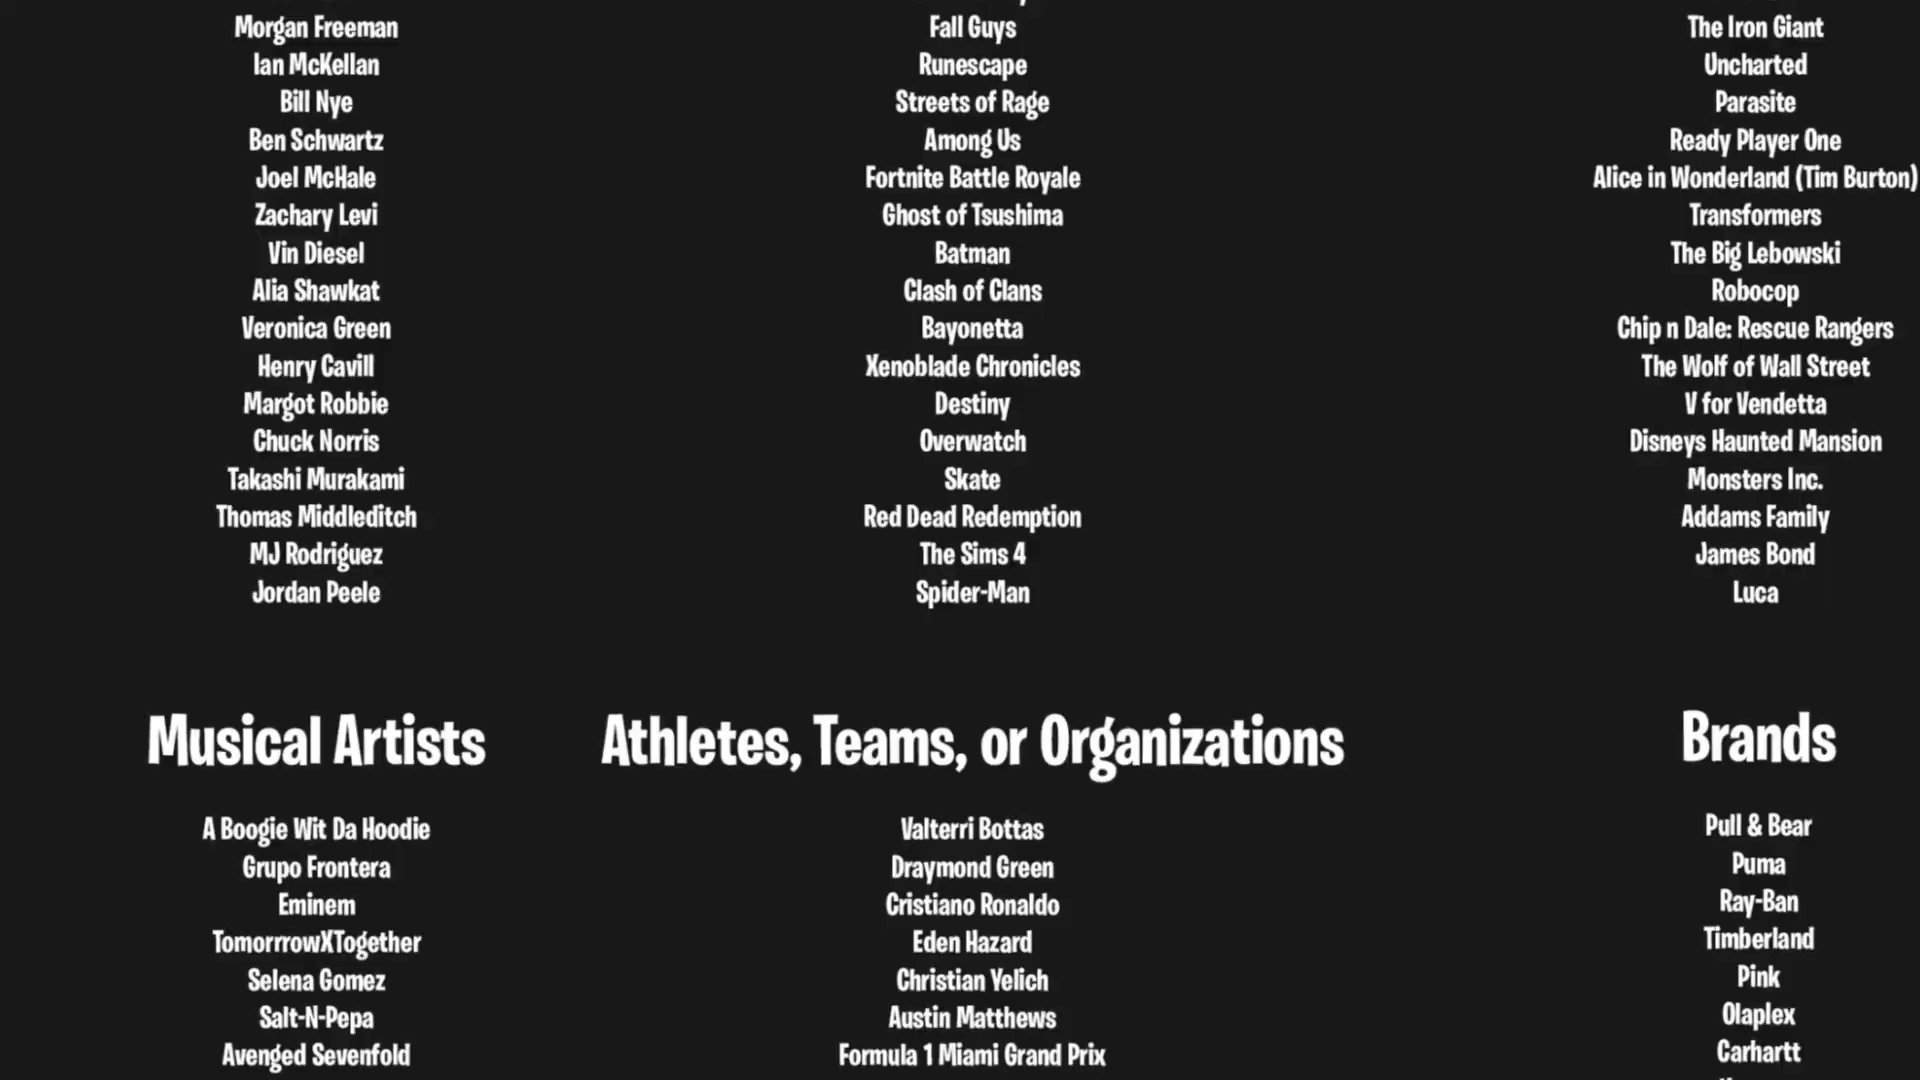 Morgan Freeman
Ian McKellan
Bill Nye
Ben Schwartz
Joel McHale
Zachary Levi
Vin Diesel
Alia Shawkat
Veronica Green
Henry Cavill
Margot Robbie
Chuck Norris
Takashi Murakami
Thomas Middleditch
MJ Rodriguez
Jordan Peele
Fall Guys
Runescape
Streets of Rage
Among Us
Fortnite Battle Royale
Ghost of Tsushima
Batman
Clash of Clans
Bayonetta
Xenoblade Chronicles
Destiny
Overwatch
Skate
Red Dead Redemption
The Sims 4
Spider-Man
The Iron Giant
Uncharted
Parasite
Ready Player One
Alice in Wonderland (Tim Burton)
Transformers
The Big Lebowski
Robocop
Chip n Dale: Rescue Rangers
The Wolf of Wall Street
V for Vendetta
Disneys Haunted Mansion
Monsters Inc.
Addams Family
James Bond
Luca
Musical Artists
A Boogie Wit Da Hoodie
Grupo Frontera
Eminem
TomorrrowXTogether
Selena Gomez
Salt-N-Pepa
Avenged Sevenfold
Athletes, Teams, or Organizations
Valterri Bottas
Draymond Green
Cristiano Ronaldo
Eden Hazard
Christian Yelich
Austin Matthews
Formula 1 Miami Grand Prix
Brands
Pull & Bear
Puma
Ray-Ban
Timberland
Pink
Olaplex
Carhartt